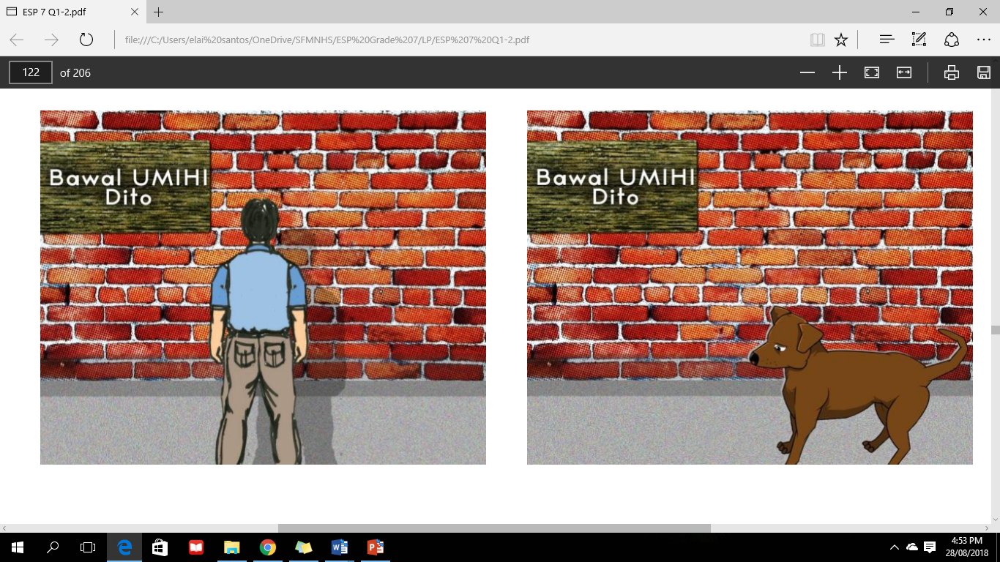 ESP 7 Q1-2.pdf
file:///C:/Users/elai%20santos/OneDrive/SFMNHS/ESP%20Grade%207/LP/ESP%207%20Q1-2.pdf
122 of 206
Bawal UMIHI
Dito
Bawal UMIHI
Dito
4:53 PM
28/08/2018